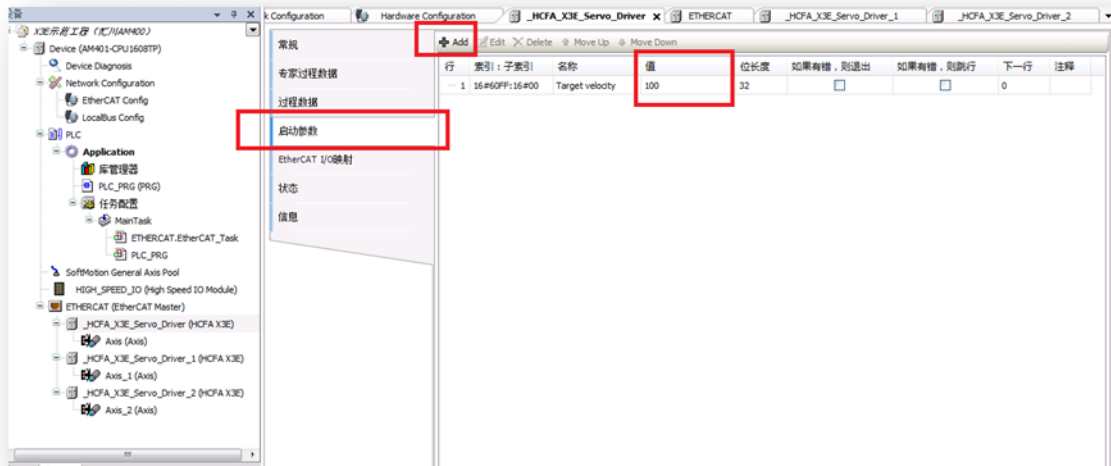 k Configuration
Hardware Configuration
_HCFA_X3E_Servo_Driver
ETHERCAT
_HCFA_X3E_Servo_Driver_1
_HCFA_X3E_Servo_Driver_2
X3E示范工程 (汇川AM400)
Device (AM401-CPU1608TP)
Device Diagnosis
Network Configuration
EtherCAT Config
LocalBus Config
PLC
Application
库管理器
PLC_PRG (PRG)
任务配置
MainTask
ETHERCAT.EtherCAT_Task
PLC_PRG
SoftMotion General Axis Pool
HIGH_SPEED_IO (High Speed IO Module)
ETHERCAT (EtherCAT Master)
_HCFA_X3E_Servo_Driver (HCFA X3E)
Axis (Axis)
_HCFA_X3E_Servo_Driver_1 (HCFA X3E)
Axis_1 (Axis)
_HCFA_X3E_Servo_Driver_2 (HCFA X3E)
Axis_2 (Axis)
常规
专家过程数据
过程数据
启动参数
EtherCAT I/O映射
状态
信息
Add Edit Delete Move Up Move Down
行 索引:子索引 名称 值 位长度 如果有错,则退出 如果有错,则跳行 下一行 注释
1 16#60FF:16#00 Target velocity 100 32 0